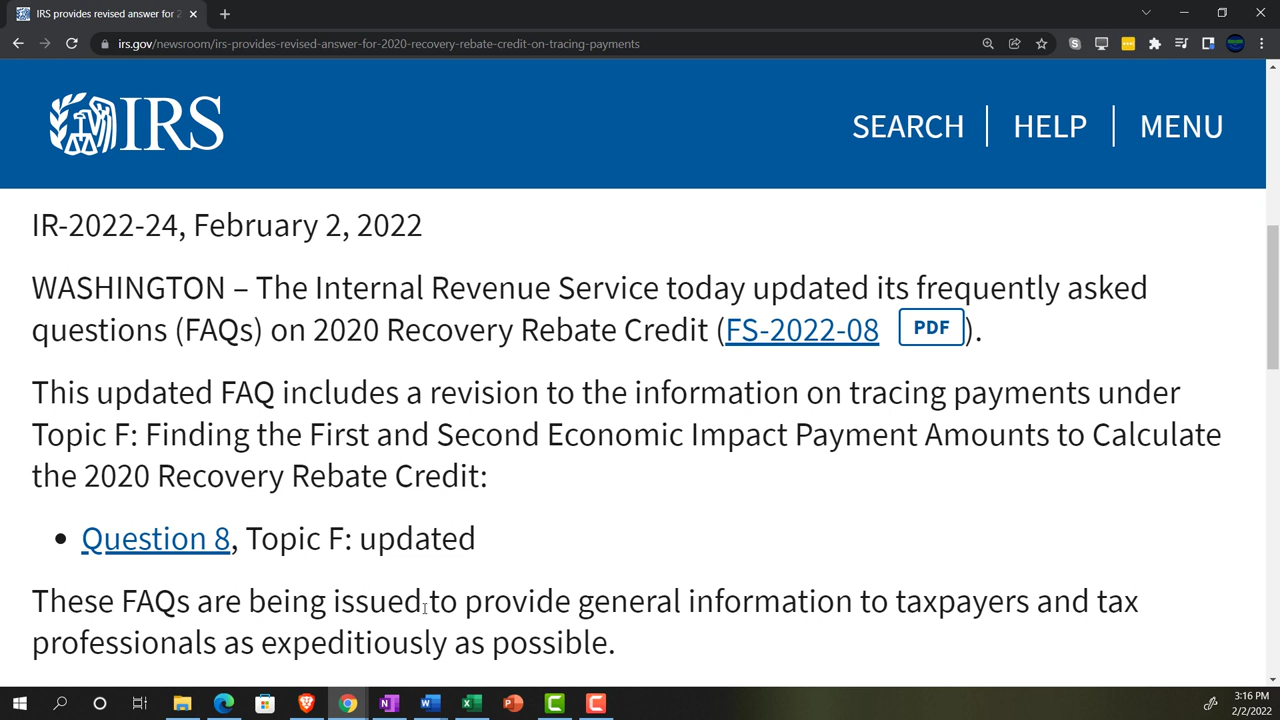 IRS provides revised answer for 2
irs.gov/newsroom/irs-provides-revised-answer-for-2020-recovery-rebate-credit-on-tracing-payments
IRS
SEARCH
HELP
MENU
IR-2022-24, February 2, 2022
WASHINGTON – The Internal Revenue Service today updated its frequently asked
questions (FAQs) on 2020 Recovery Rebate Credit (FS-2022-08 PDF).
This updated FAQ includes a revision to the information on tracing payments under
Topic F: Finding the First and Second Economic Impact Payment Amounts to Calculate
the 2020 Recovery Rebate Credit:
• Question 8, Topic F: updated
These FAQs are being issued to provide general information to taxpayers and tax
professionals as expeditiously as possible.
3:16 PM
2/2/2022